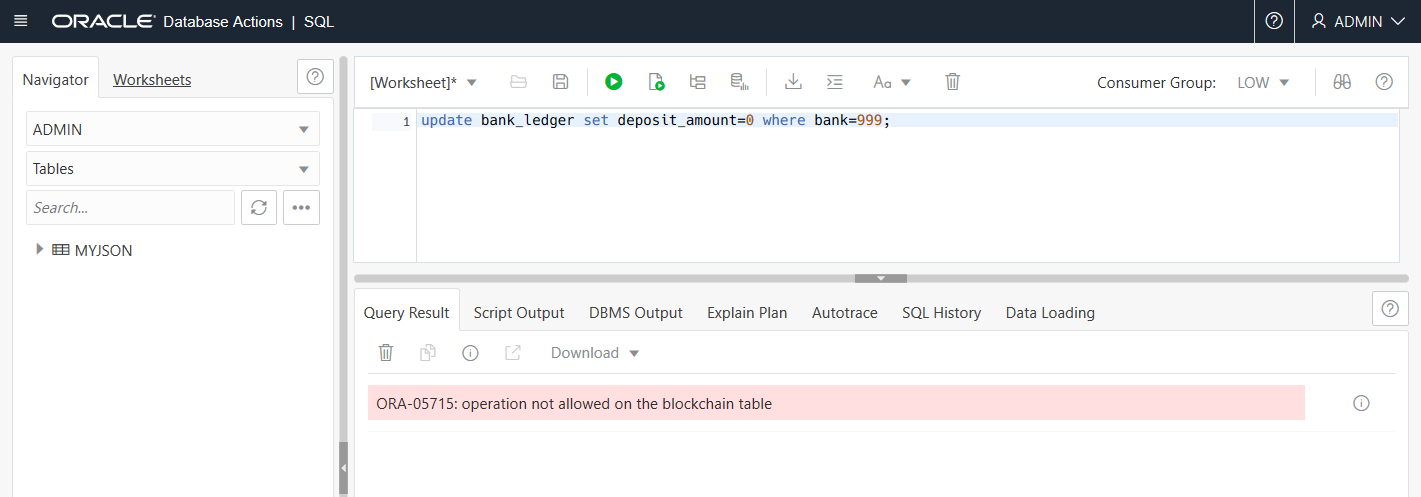 ORACLE Database Actions | SQL
ADMIN
Navigator
Worksheets
ADMIN
Tables
Search...
MYJSON
[Worksheet]*
Aa
Consumer Group: LOW
1 update bank_ledger set deposit_amount=0 where bank=999;
Query Result
Script Output
DBMS Output
Explain Plan
Autotrace
SQL History
Data Loading
Download
ORA-05715: operation not allowed on the blockchain table